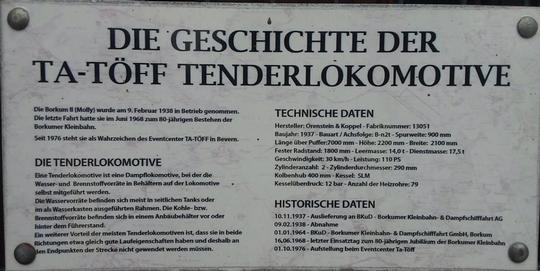 DIE GESCHICHTE DER
TA-TÖFF TENDERLOKOMOTIVE
Die Borkum II (Molly) wurde am 9. Februar 1938 in Betrieb genommen.
Die letzte Fahrt hatte sie im Juni 1968 zum 80-jährigen Bestehen der
Borkumer Kleinbahn.
Seit 1976 steht sie als Wahrzeichen des Eventcenter TA-TÖFF in Bevern.
DIE TENDERLOKOMOTIVE
Eine Tenderlokomotive ist eine Dampflokomotive, bei der die
Wasser- und Brennstoffvorräte in Behältern auf der Lokomotive
selbst mitgeführt werden.
Die Wasservorräte befinden sich meist in seitlichen Tanks oder
im als Wasserkasten ausgeführten Rahmen. Die Kohle- bzw.
Brennstoffvorräte befinden sich in einem Anbaubehälter vor oder
hinter dem Führerstand.
Ein weiterer Vorteil der meisten Tenderlokomotiven ist, dass sie in beide
Richtungen etwa gleich gute Laufeigenschaften haben und deshalb an
den Endpunkten der Strecke nicht gewendet werden müssen.
TECHNISCHE DATEN
Hersteller: Orenstein & Koppel - Fabriknummer: 13051
Baujahr: 1937 - Bauart / Achsfolge: B-n2t - Spurweite: 900 mm
Länge über Puffer:7000 mm - Höhe: 2200 mm - Breite: 2100 mm
Fester Radstand: 1800 mm - Leermasse: 14,0 t - Dienstmasse: 17,5 t
Geschwindigkeit: 30 km/h - Leistung: 110 PS
Zylinderanzahl: 2 - Zylinderdurchmesser: 290 mm
Kolbenhub 400 mm - Kessel: SLM
Kesselüberdruck: 12 bar - Anzahl der Heizrohre: 79
HISTORISCHE DATEN
10.11.1937 - Auslieferung an BKuD - Borkumer Kleinbahn- & Dampfschifffahrt AG
09.02.1938 - Abnahme
01.01.1964 - BKuD - Borkumer Kleinbahn- & Dampfschifffahrt GmbH, Borkum
16.06.1968 - letzter Einsatztag zum 80-jährigen Jubiläum der Borkumer Kleinbahn
01.10.1976 - Aufstellung beim Eventcenter Ta-Töff